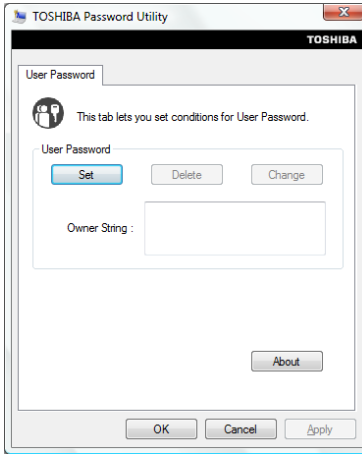 TOSHIBA Password Utility
TOSHIBA
User Password
This tab lets you set conditions for User Password.
User Password
Set Delete Change
Owner String :
About
OK Cancel Apply